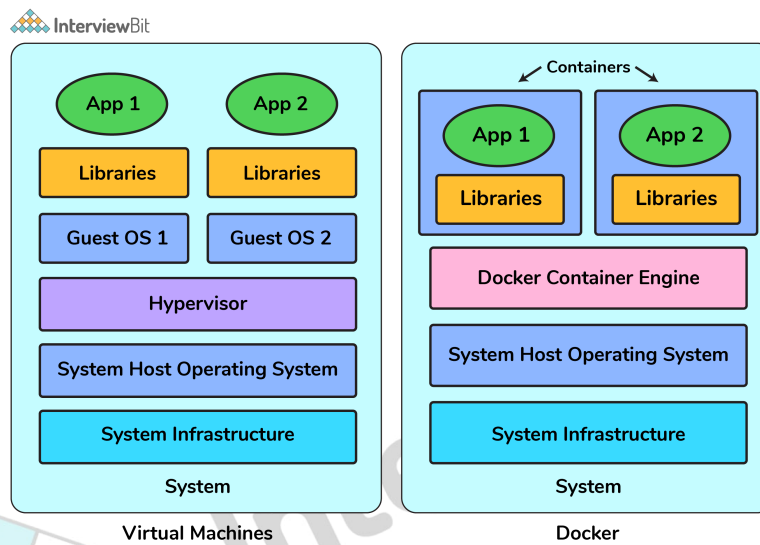 InterviewBit
App 1
App 2
Libraries
Libraries
Guest OS 1
Guest OS 2
Hypervisor
System Host Operating System
System Infrastructure
System
Virtual Machines
Containers
App 1
App 2
Libraries
Libraries
Docker Container Engine
System Host Operating System
System Infrastructure
System
Docker